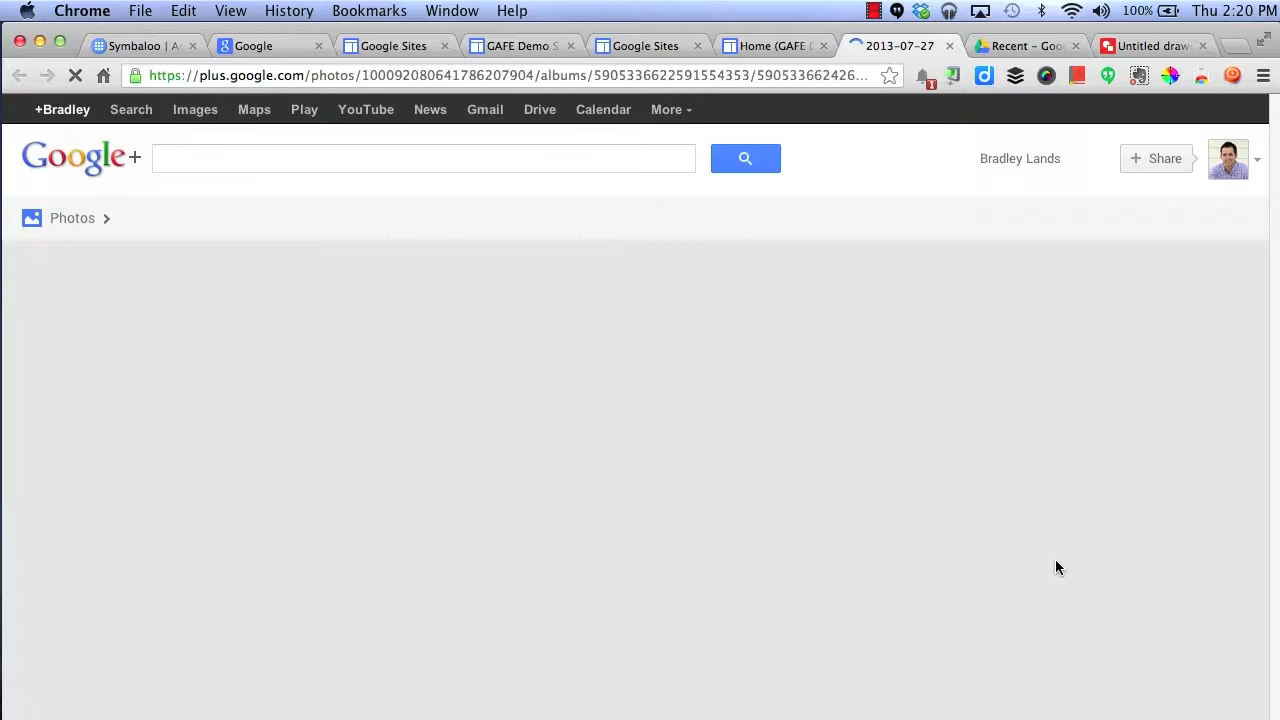 Chrome File Edit View History Bookmarks Window Help 100% Thu 2:20 PM
Symbaloo | A Google Google Sites GAFE Demo S Google Sites Home (GAFE D 2013-07-27 Recent – Goo Untitled draw
https://plus.google.com/photos/100092080641786207904/albums/5905336622591554353/590533662426... 1
+Bradley Search Images Maps Play YouTube News Gmail Drive Calendar More
Google+ Bradley Lands + Share
Photos >